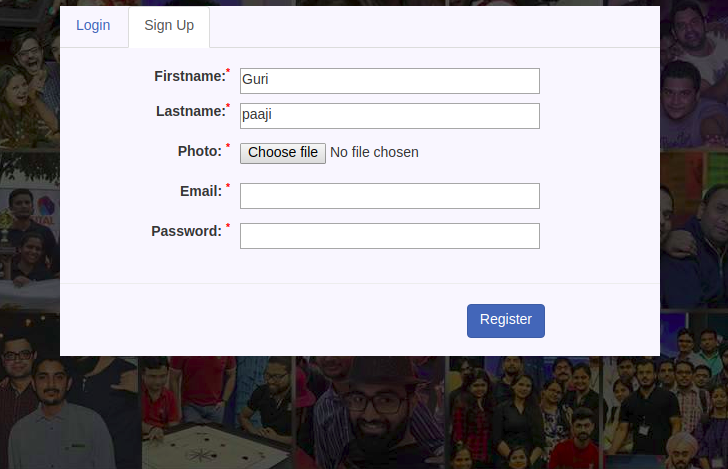 Login Sign Up
Firstname:* Guri
Lastname:* paaji
Photo: * Choose file No file chosen
Email: *
Password: *
Register